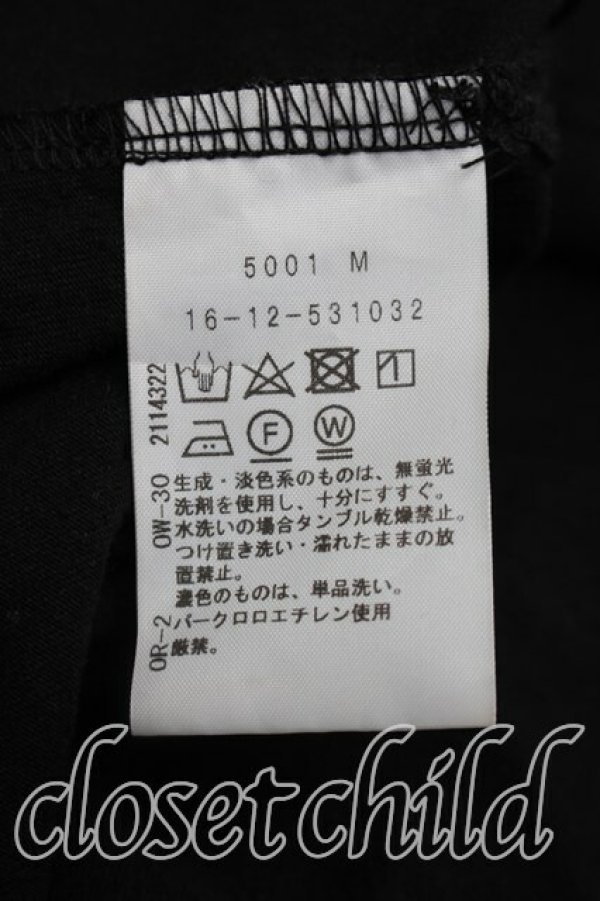 5001 M
16-12-531032
F
W
生成・淡色系のものは、無蛍光
洗剤を使用し、十分にすすぐ。
水洗いの場合タンブル乾燥禁止。
つけ置き洗い・濡れたままの放
置禁止。
濃色のものは、単品洗い。
パークロロエチレン使用
厳禁。
OR-2 OW-30 2114322
closet child